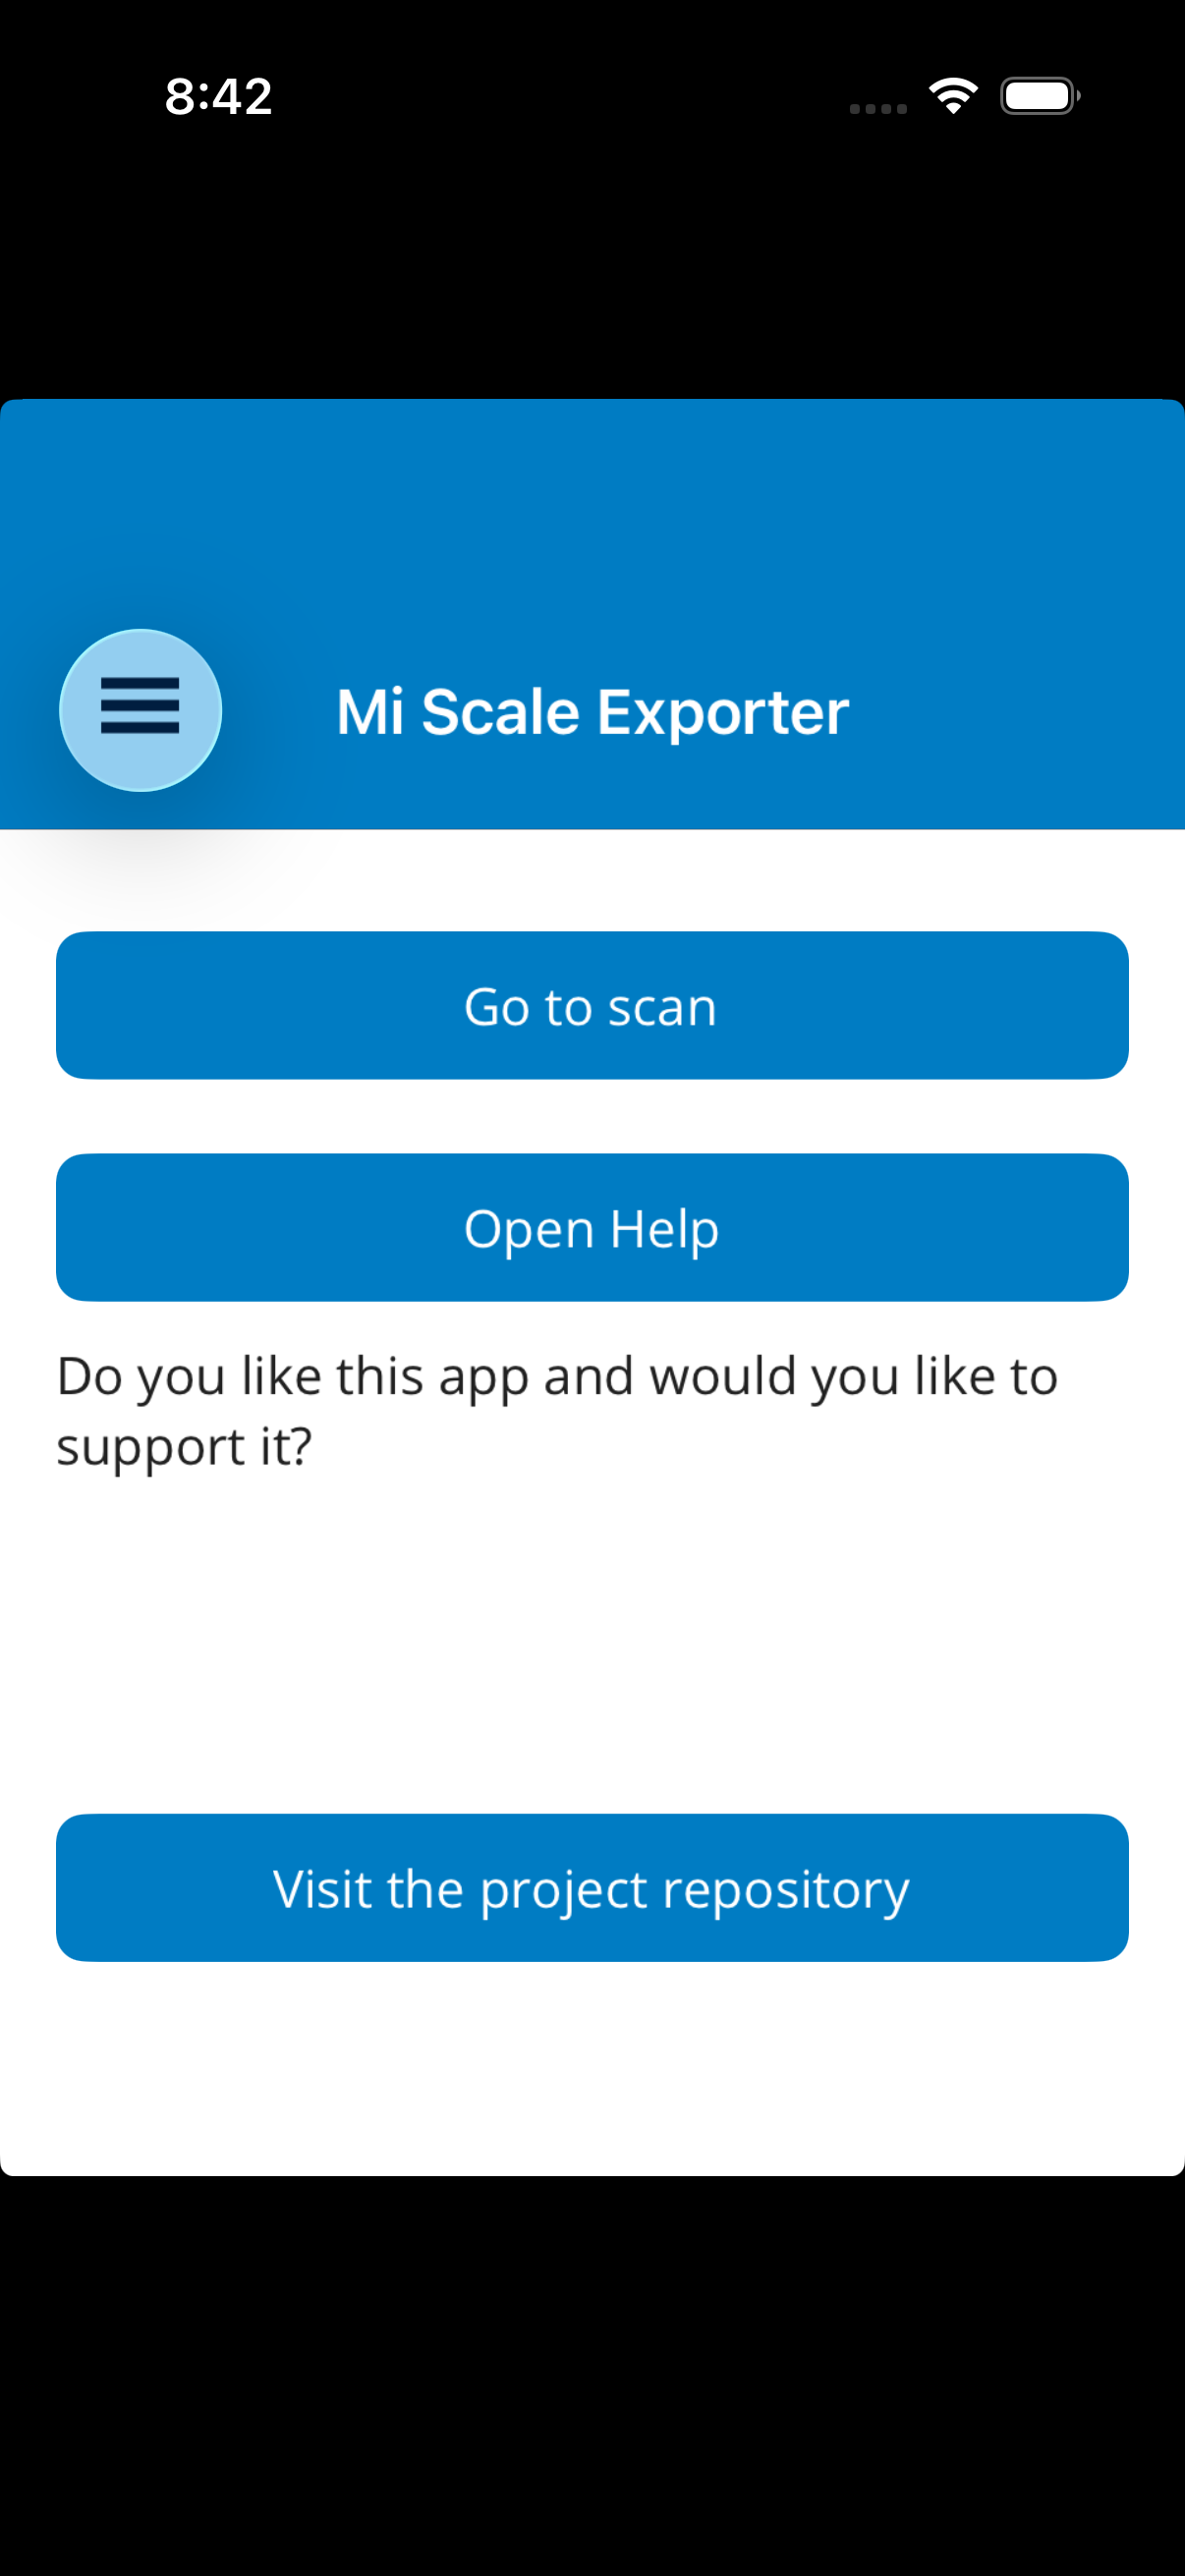 8:42
Mi Scale Exporter
Go to scan
Open Help
Do you like this app and would you like to
support it?
Visit the project repository